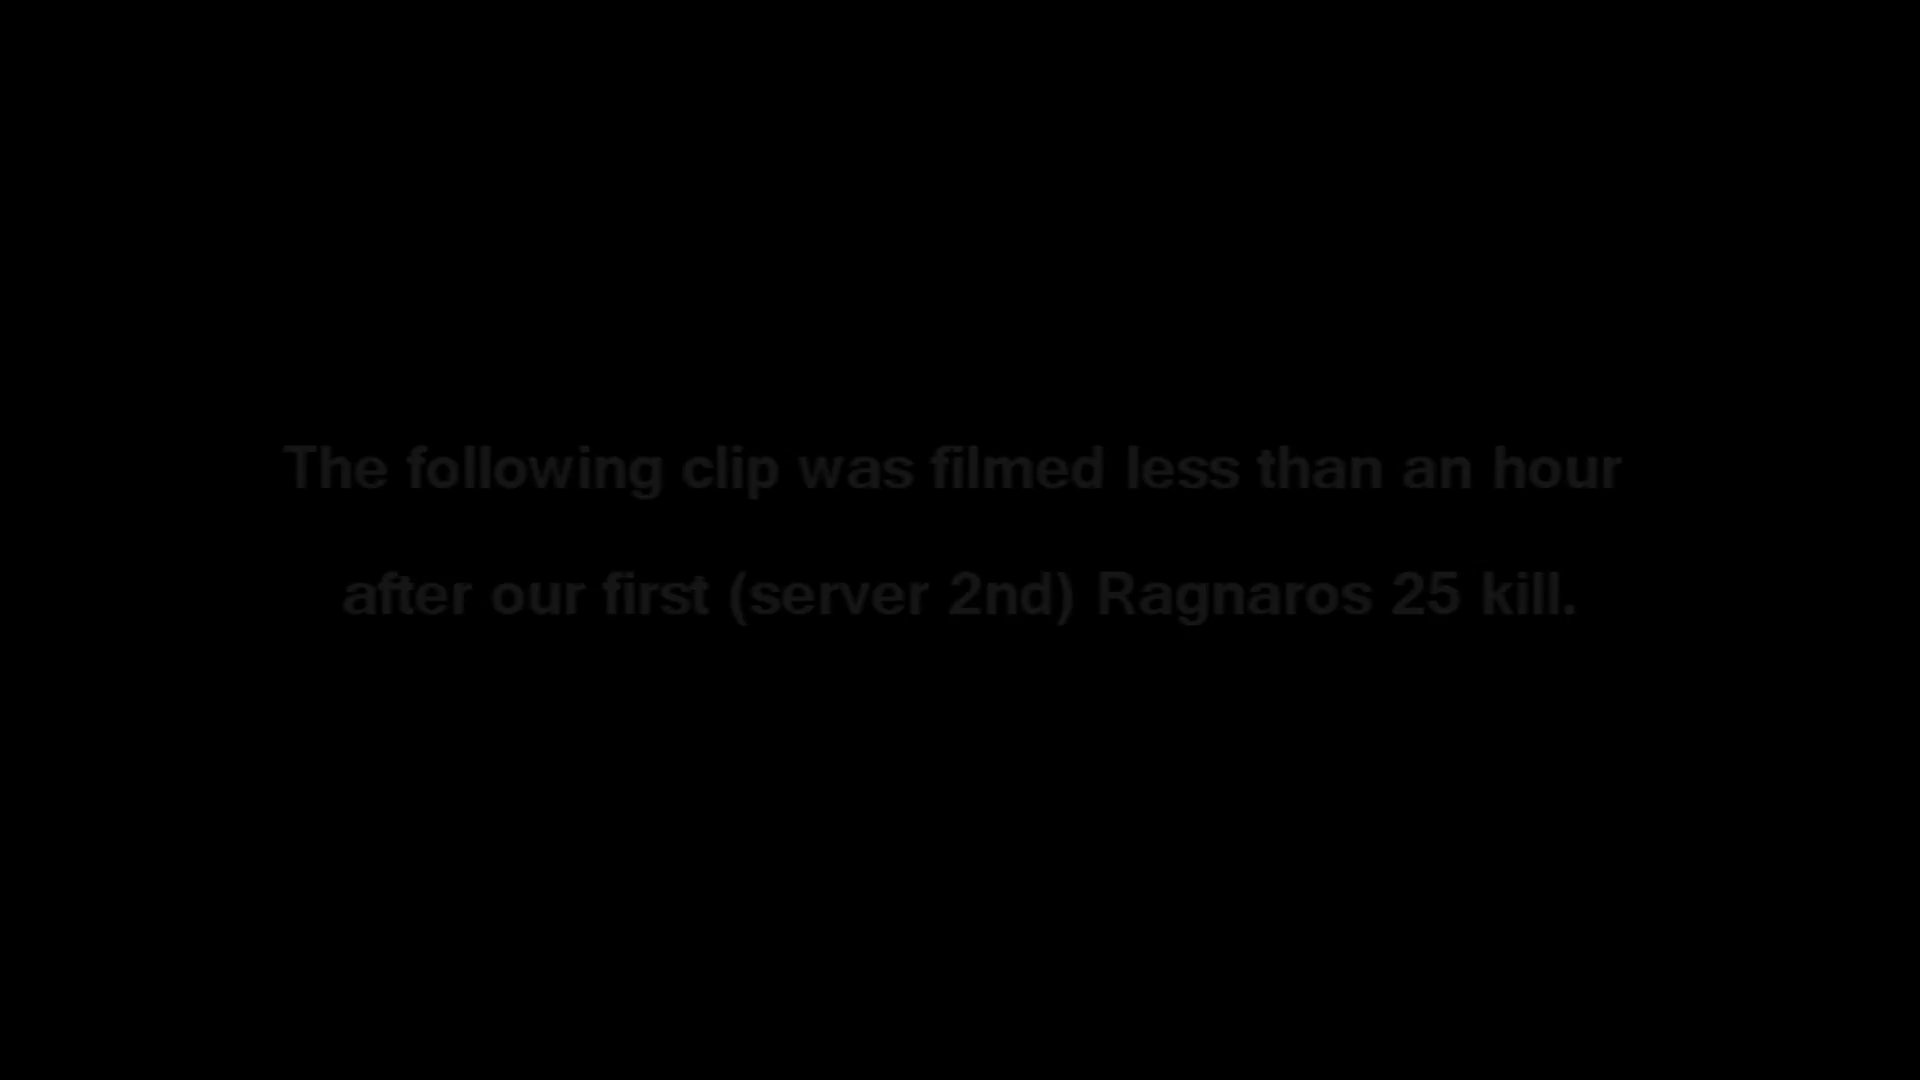 The following clip was filmed less than an hour
after our first (server 2nd) Ragnaros 25 kill.